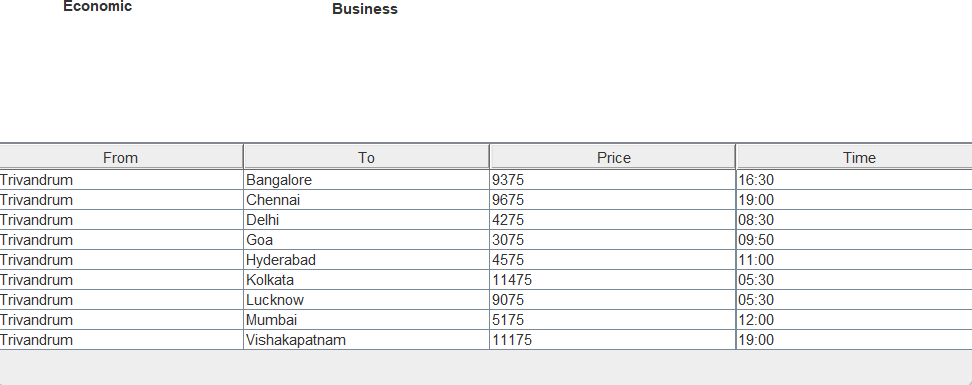 Economic Business
From To Price Time
Trivandrum Bangalore 9375 16:30
Trivandrum Chennai 9675 19:00
Trivandrum Delhi 4275 08:30
Trivandrum Goa 3075 09:50
Trivandrum Hyderabad 4575 11:00
Trivandrum Kolkata 11475 05:30
Trivandrum Lucknow 9075 05:30
Trivandrum Mumbai 5175 12:00
Trivandrum Vishakapatnam 11175 19:00